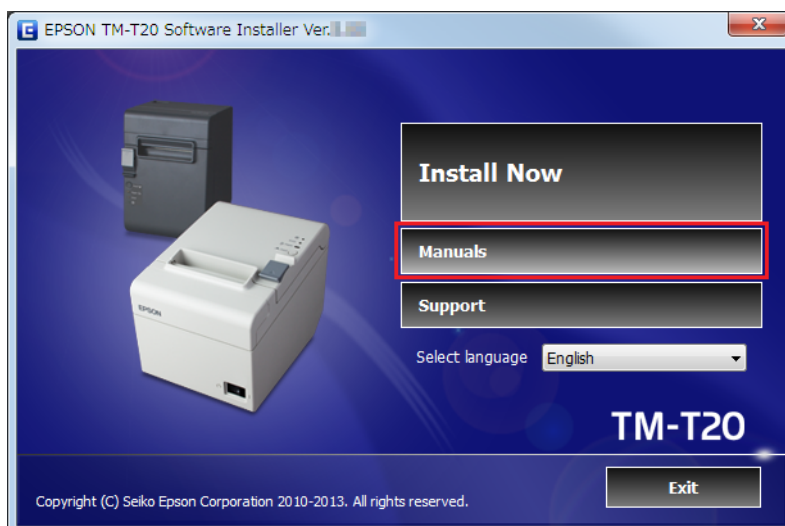 EPSON TM-T20 Software Installer Ver.
Install Now
Manuals
Support
Select language English
EPSON
TM-T20
Exit
Copyright (C) Seiko Epson Corporation 2010-2013. All rights reserved.